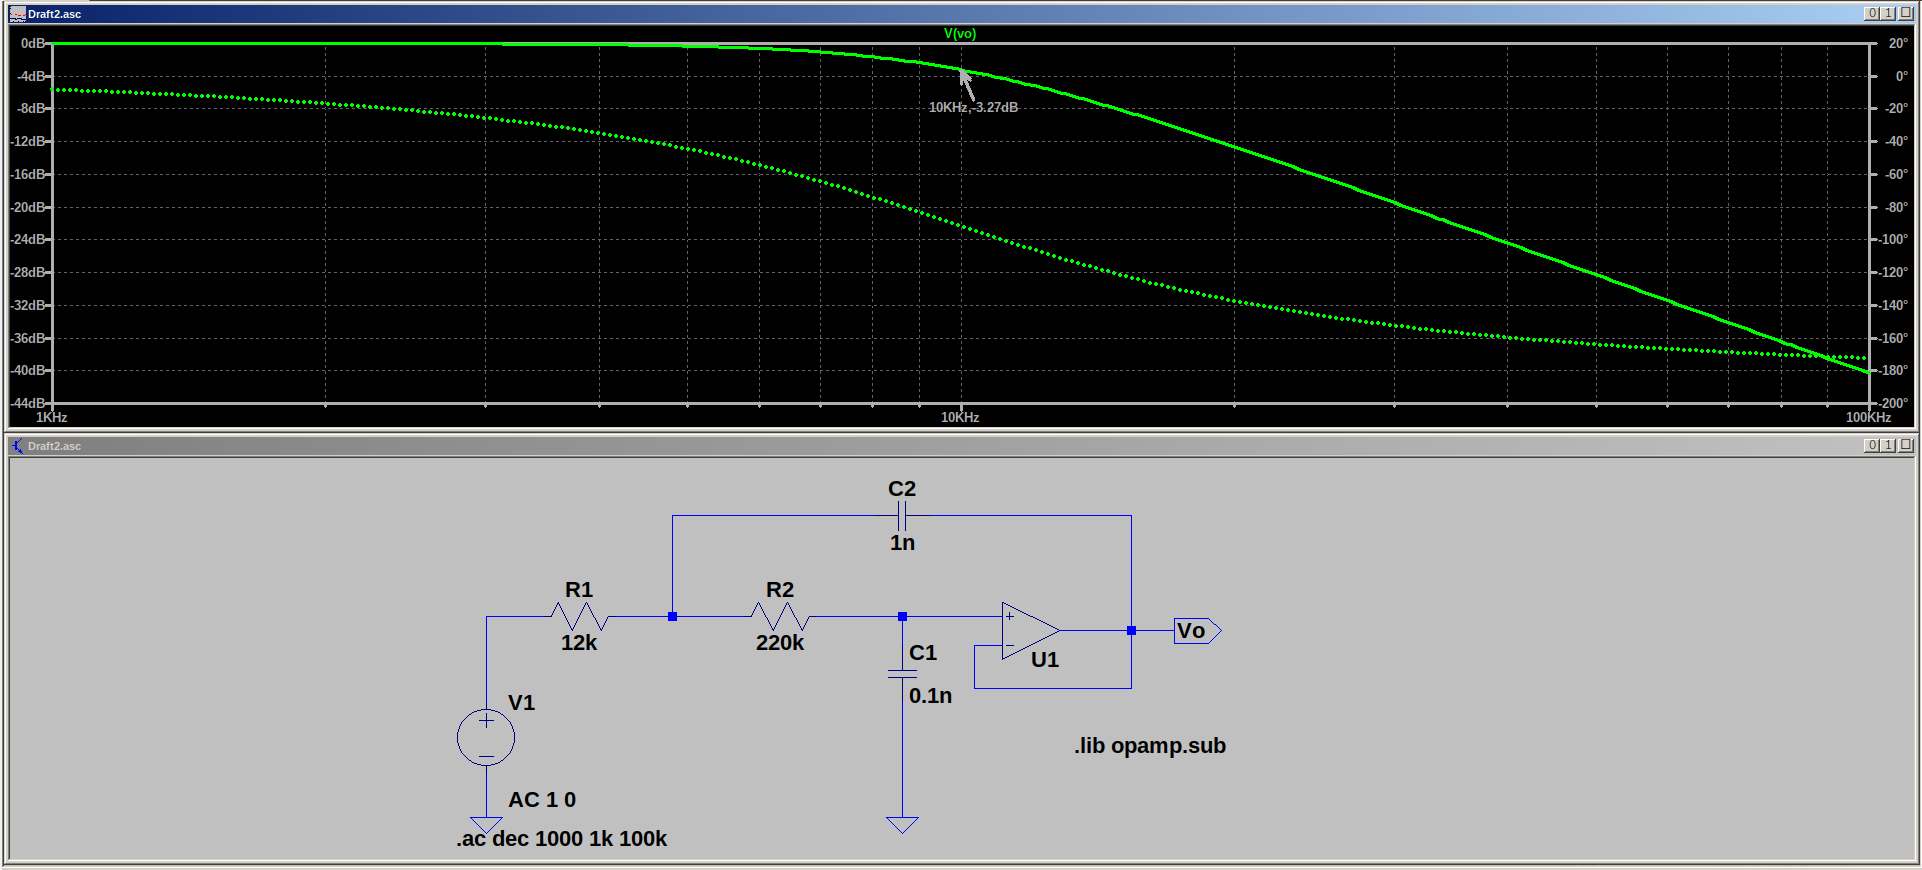 Draft2.asc
V(vo)
0dB
-4dB
-8dB
-12dB
-16dB
-20dB
-24dB
-28dB
-32dB
-36dB
-40dB
-44dB
10KHz,-3.27dB
20°
0°
-20°
-40°
-60°
-80°
-100°
-120°
-140°
-160°
-180°
-200°
1KHz 10KHz 100KHz
Draft2.asc
C2
1n
R1 R2
12k 220k
+
−
C1
U1
0.1n
Vo
V1
+
−
.lib opamp.sub
AC 1 0
.ac dec 1000 1k 100k